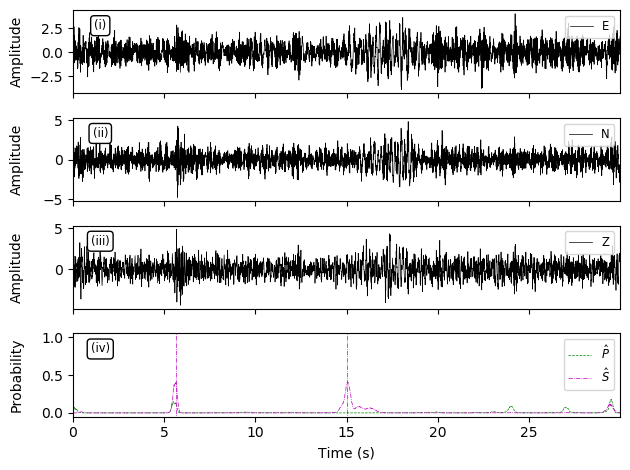 Amplitude
2.5
0.0
−2.5
(i)
E
Amplitude
5
0
−5
(ii)
N
Amplitude
5
0
(iii)
Z
Probability
1.0
0.5
0.0
(iv)
P̂
Ŝ
0 5 10 15 20 25
Time (s)